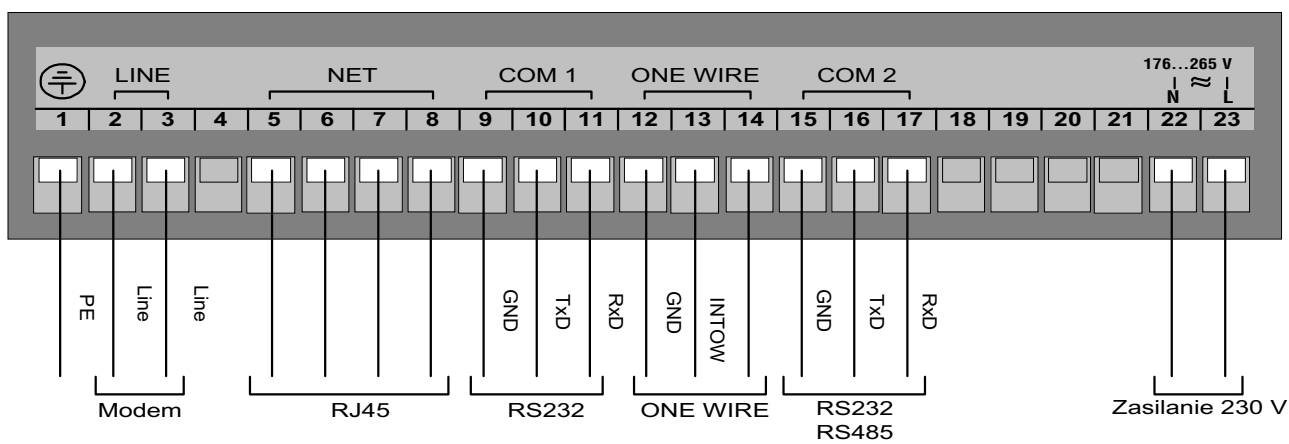 176...265 V
LINE NET COM 1 ONE WIRE COM 2 ≈
N L
1 2 3 4 5 6 7 8 9 10 11 12 13 14 15 16 17 18 19 20 21 22 23
PE Line Line GND TxD RxD GND INTOW GND TxD RxD
Modem RJ45 RS232 ONE WIRE RS232 Zasilanie 230 V
RS485